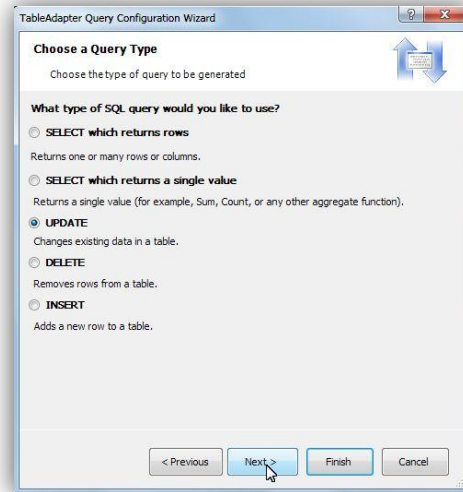 TableAdapter Query Configuration Wizard
Choose a Query Type
Choose the type of query to be generated
What type of SQL query would you like to use?
SELECT which returns rows
Returns one or many rows or columns.
SELECT which returns a single value
Returns a single value (for example, Sum, Count, or any other aggregate function).
UPDATE
Changes existing data in a table.
DELETE
Removes rows from a table.
INSERT
Adds a new row to a table.
< Previous Next > Finish Cancel